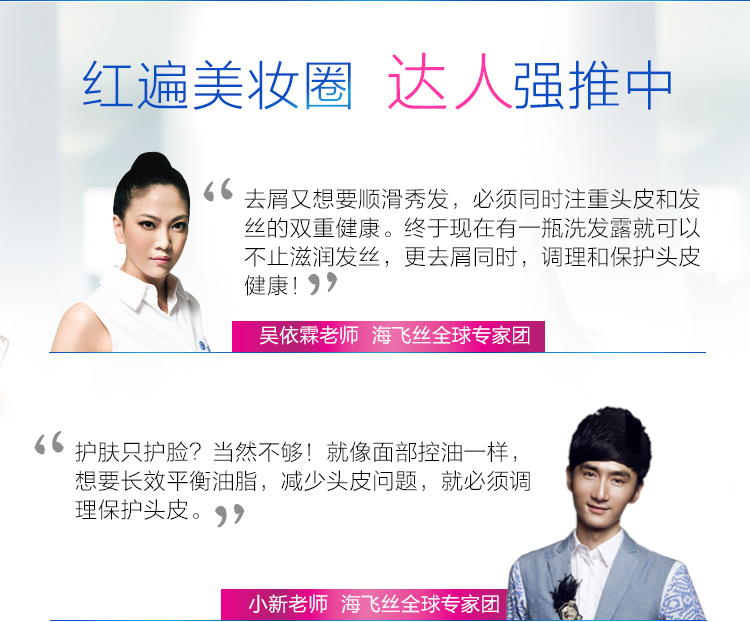 红遍美妆圈 达人强推中
“去屑又想要顺滑秀发，必须同时注重头皮和发
丝的双重健康。终于现在有一瓶洗发露就可以
不止滋润发丝，更去屑同时，调理和保护头皮
健康！”
吴依霖老师 海飞丝全球专家团
“护肤只护脸？当然不够！就像面部控油一样，
想要长效平衡油脂，减少头皮问题，就必须调
理保护头皮。”
小新老师 海飞丝全球专家团